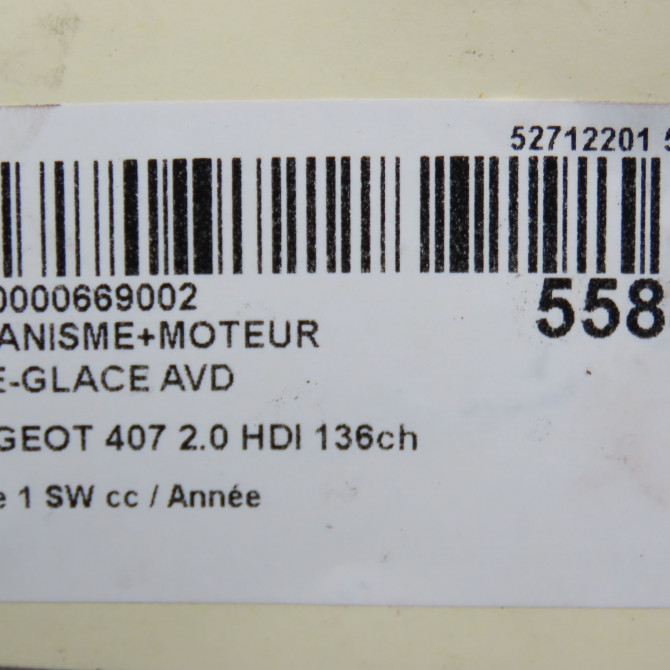 52712201 5
0000669002
558
ANISME+MOTEUR
E-GLACE AVD
GEOT 407 2.0 HDI 136ch
e 1 SW cc / Année